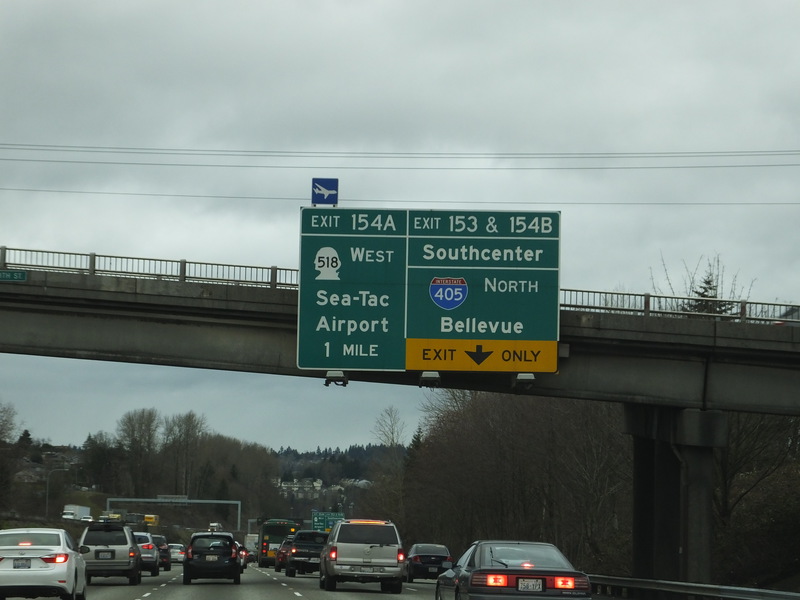 EXIT 154A
518 WEST
Sea-Tac
Airport
1 MILE
EXIT 153 & 154B
Southcenter
INTERSTATE
405 NORTH
Bellevue
EXIT ONLY